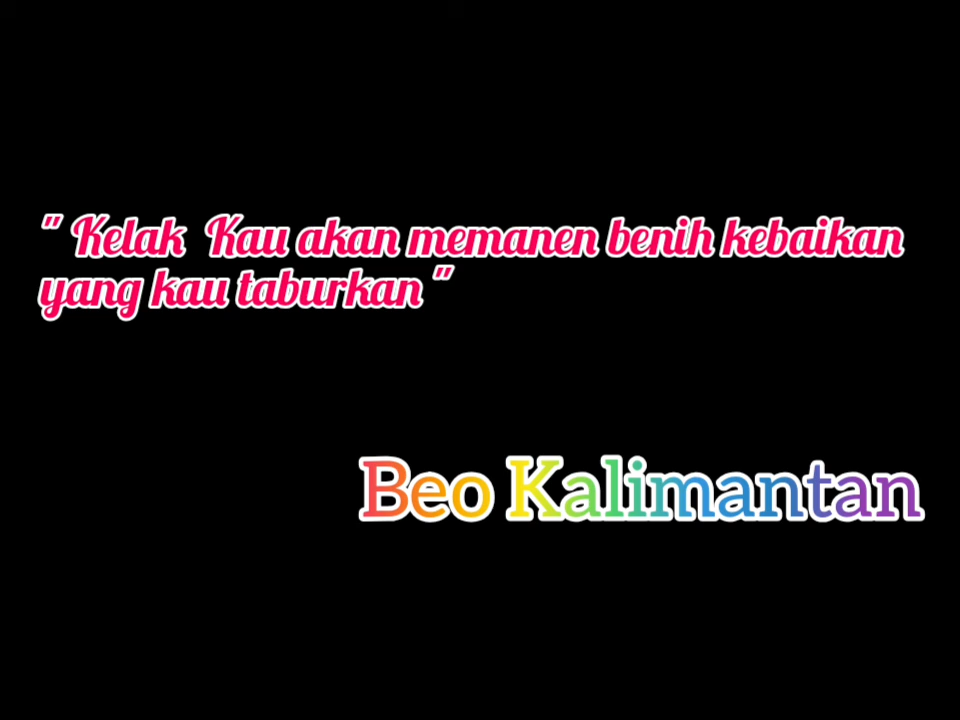 " Kelak Kau akan memanen benih kebaikan
yang kau taburkan "
Beo Kalimantan